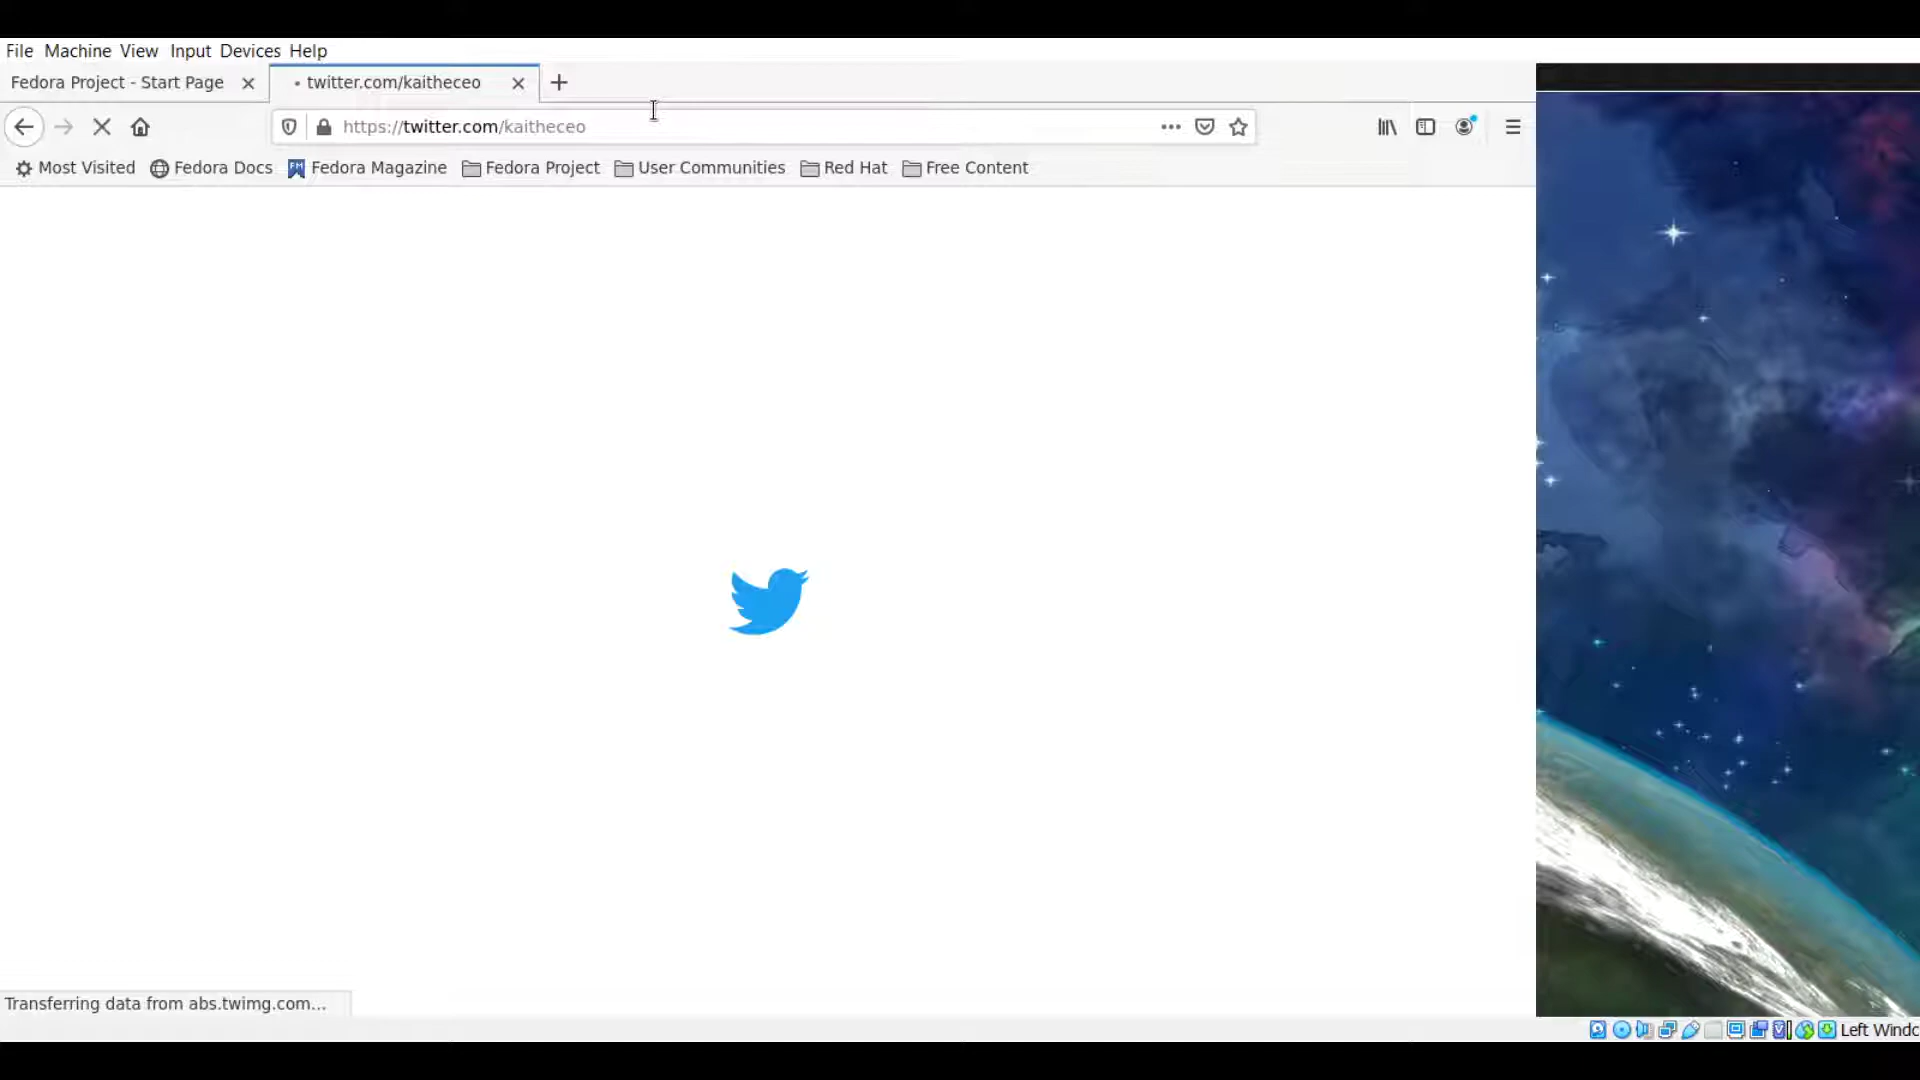 File Machine View Input Devices Help
Fedora Project - Start Page twitter.com/kaitheceo
https://twitter.com/kaitheceo
Most Visited Fedora Docs Fedora Magazine Fedora Project User Communities Red Hat Free Content
Transferring data from abs.twimg.com...
Left Windc